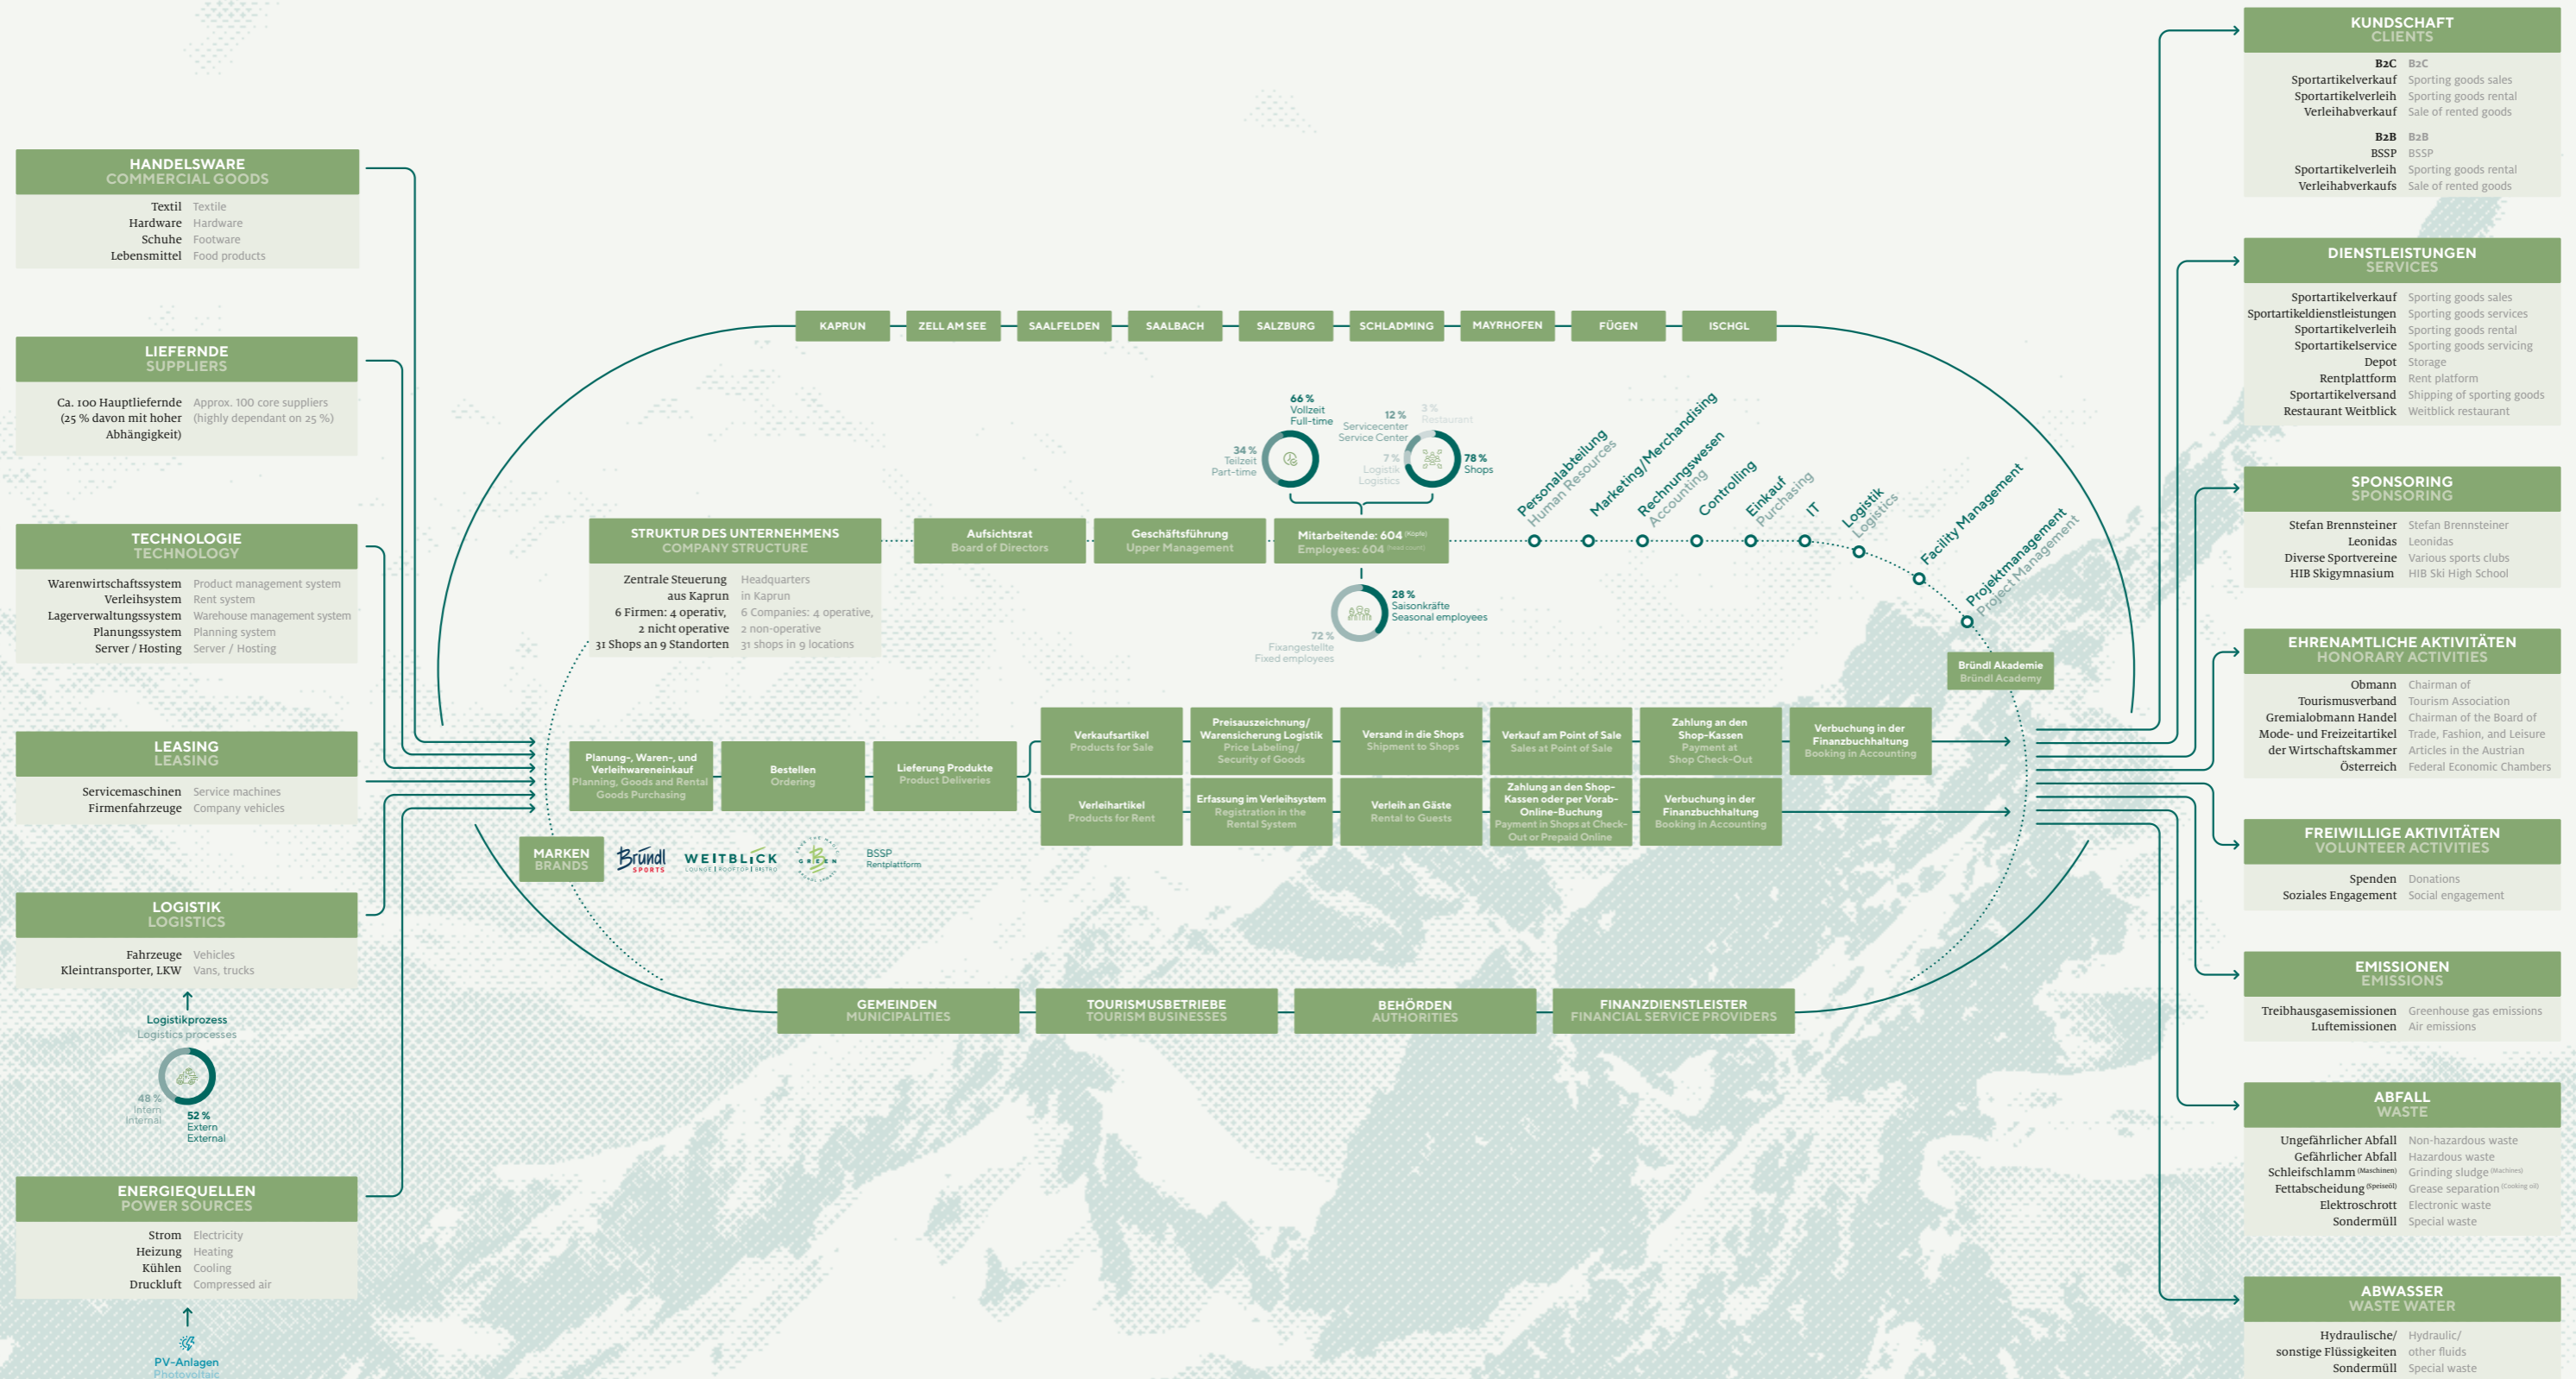 HANDELSWARE
COMMERCIAL GOODS
Textil Textile
Hardware Hardware
Schuhe Footware
Lebensmittel Food products
LIEFERNDE
SUPPLIERS
Ca. 100 Hauptliefernde Approx. 100 core suppliers
(25 % davon mit hoher (highly dependant on 25 %)
Abhängigkeit)
TECHNOLOGIE
TECHNOLOGY
Warenwirtschaftssystem Product management system
Verleihsystem Rent system
Lagerverwaltungssystem Warehouse management system
Planungssystem Planning system
Server / Hosting Server / Hosting
LEASING
LEASING
Servicemaschinen Service machines
Firmenfahrzeuge Company vehicles
LOGISTIK
LOGISTICS
Fahrzeuge Vehicles
Kleintransporter, LKW Vans, trucks
Logistikprozess
Logistics processes
48 %
Intern
Internal
52 %
Extern
External
ENERGIEQUELLEN
POWER SOURCES
Strom Electricity
Heizung Heating
Kühlen Cooling
Druckluft Compressed air
PV-Anlagen
Photovoltaic
KAPRUN
ZELL AM SEE
SAALFELDEN
SAALBACH
SALZBURG
SCHLADMING
MAYRHOFEN
FÜGEN
ISCHGL
66 %
Vollzeit
Full-time
34 %
Teilzeit
Part-time
12 %
Servicecenter
Service Center
3 %
Restaurant
7 %
Logistik
Logistics
78 %
Shops
STRUKTUR DES UNTERNEHMENS
COMPANY STRUCTURE
Zentrale Steuerung Headquarters
aus Kaprun in Kaprun
6 Firmen: 4 operativ, 6 Companies: 4 operative,
2 nicht operative 2 non-operative
31 Shops an 9 Standorten 31 shops in 9 locations
Aufsichtsrat
Board of Directors
Geschäftsführung
Upper Management
Mitarbeitende: 604 (Köpfe)
Employees: 604 (head count)
28 %
Saisonkräfte
Seasonal employees
72 %
Fixangestellte
Fixed employees
Personalabteilung
Human Resources
Marketing/Merchandising
Rechnungswesen
Accounting
Controlling
Einkauf
Purchasing
IT
Logistik
Logistics
Facility Management
Projektmanagement
Project Management
Bründl Akademie
Bründl Academy
Planung-, Waren-, und
Verleihwareneinkauf
Planning, Goods and Rental
Goods Purchasing
Bestellen
Ordering
Lieferung Produkte
Product Deliveries
Verkaufsartikel
Products for Sale
Preisauszeichnung/
Warensicherung Logistik
Price Labeling/
Security of Goods
Versand in die Shops
Shipment to Shops
Verkauf am Point of Sale
Sales at Point of Sale
Zahlung an den
Shop-Kassen
Payment at
Shop Check-Out
Verbuchung in der
Finanzbuchhaltung
Booking in Accounting
Verleihartikel
Products for Rent
Erfassung im Verleihsystem
Registration in the
Rental System
Verleih an Gäste
Rental to Guests
Zahlung an den Shop-
Kassen oder per Vorab-
Online-Buchung
Payment in Shops at Check-
Out or Prepaid Online
Verbuchung in der
Finanzbuchhaltung
Booking in Accounting
MARKEN
BRANDS
Bründl
SPORTS
WEITBLICK
LOUNGE | ROOFTOP | BISTRO
GREEN
BSSP
Rentplattform
GEMEINDEN
MUNICIPALITIES
TOURISMUSBETRIEBE
TOURISM BUSINESSES
BEHÖRDEN
AUTHORITIES
FINANZDIENSTLEISTER
FINANCIAL SERVICE PROVIDERS
KUNDSCHAFT
CLIENTS
B2C B2C
Sportartikelverkauf Sporting goods sales
Sportartikelverleih Sporting goods rental
Verleihabverkauf Sale of rented goods
B2B B2B
BSSP BSSP
Sportartikelverleih Sporting goods rental
Verleihabverkaufs Sale of rented goods
DIENSTLEISTUNGEN
SERVICES
Sportartikelverkauf Sporting goods sales
Sportartikeldienstleistungen Sporting goods services
Sportartikelverleih Sporting goods rental
Sportartikelservice Sporting goods servicing
Depot Storage
Rentplattform Rent platform
Sportartikelversand Shipping of sporting goods
Restaurant Weitblick Weitblick restaurant
SPONSORING
SPONSORING
Stefan Brennsteiner Stefan Brennsteiner
Leonidas Leonidas
Diverse Sportvereine Various sports clubs
HIB Skigymnasium HIB Ski High School
EHRENAMTLICHE AKTIVITÄTEN
HONORARY ACTIVITIES
Obmann Chairman of
Tourismusverband Tourism Association
Gremialobmann Handel Chairman of the Board of
Mode- und Freizeitartikel Trade, Fashion, and Leisure
der Wirtschaftskammer Articles in the Austrian
Österreich Federal Economic Chambers
FREIWILLIGE AKTIVITÄTEN
VOLUNTEER ACTIVITIES
Spenden Donations
Soziales Engagement Social engagement
EMISSIONEN
EMISSIONS
Treibhausgasemissionen Greenhouse gas emissions
Luftemissionen Air emissions
ABFALL
WASTE
Ungefährlicher Abfall Non-hazardous waste
Gefährlicher Abfall Hazardous waste
Schleifschlamm (Maschinen) Grinding sludge (Machines)
Fettabscheidung (Speiseöl) Grease separation (Cooking oil)
Elektroschrott Electronic waste
Sondermüll Special waste
ABWASSER
WASTE WATER
Hydraulische/ Hydraulic/
sonstige Flüssigkeiten other fluids
Sondermüll Special waste